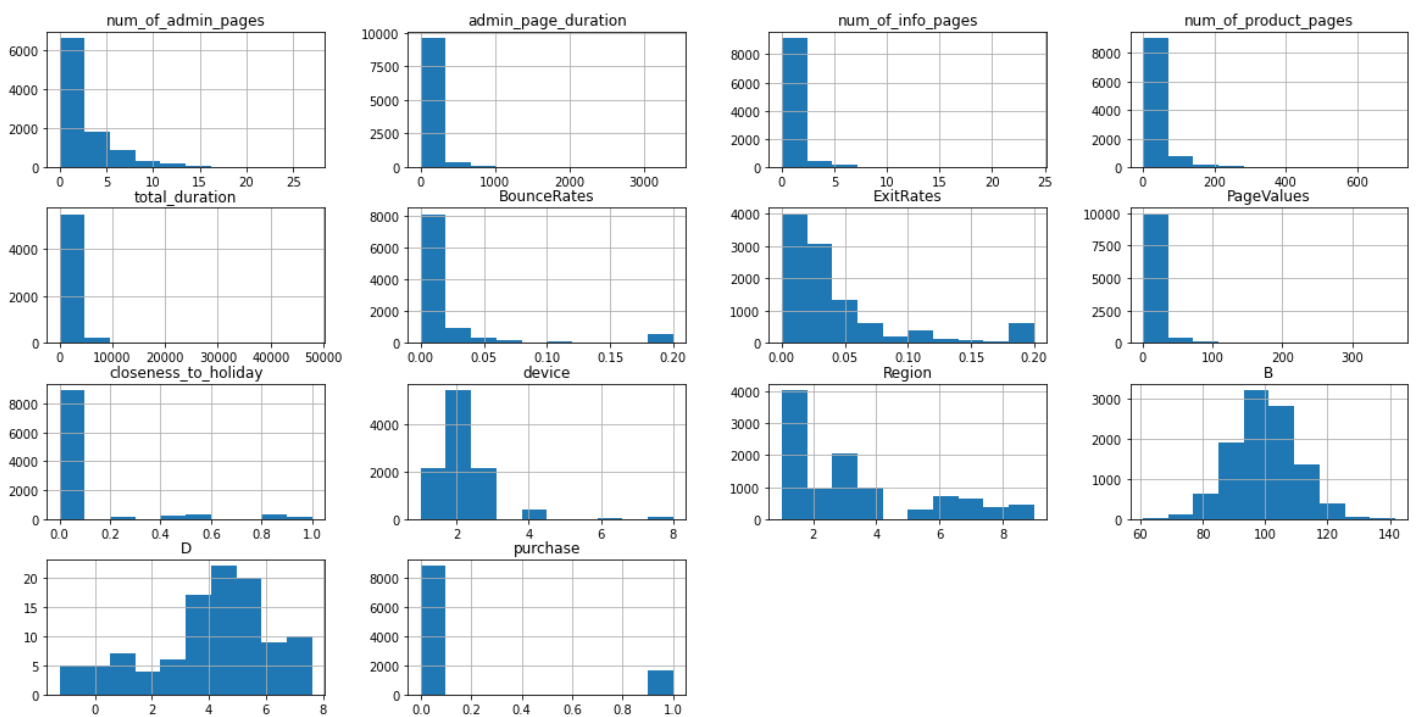 num_of_admin_pages
6000
4000
2000
0
0 5 10 15 20 25
admin_page_duration
10000
7500
5000
2500
0
0 1000 2000 3000
num_of_info_pages
8000
6000
4000
2000
0
0 5 10 15 20 25
num_of_product_pages
8000
6000
4000
2000
0
0 200 400 600
total_duration
4000
2000
0
0 10000 20000 30000 40000 50000
BounceRates
8000
6000
4000
2000
0
0.00 0.05 0.10 0.15 0.20
ExitRates
4000
3000
2000
1000
0
0.00 0.05 0.10 0.15 0.20
PageValues
10000
7500
5000
2500
0
0 100 200 300
closeness_to_holiday
8000
6000
4000
2000
0
0.0 0.2 0.4 0.6 0.8 1.0
device
4000
2000
0
2 4 6 8
Region
4000
3000
2000
1000
0
2 4 6 8
B
3000
2000
1000
0
60 80 100 120 140
D
20
15
10
5
0
0 2 4 6 8
purchase
8000
6000
4000
2000
0
0.0 0.2 0.4 0.6 0.8 1.0